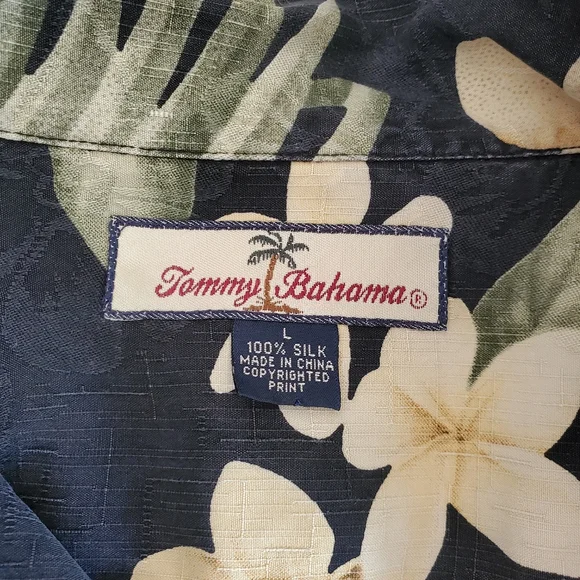 Tommy Bahama®
L
100% SILK
MADE IN CHINA
COPYRIGHTED
PRINT